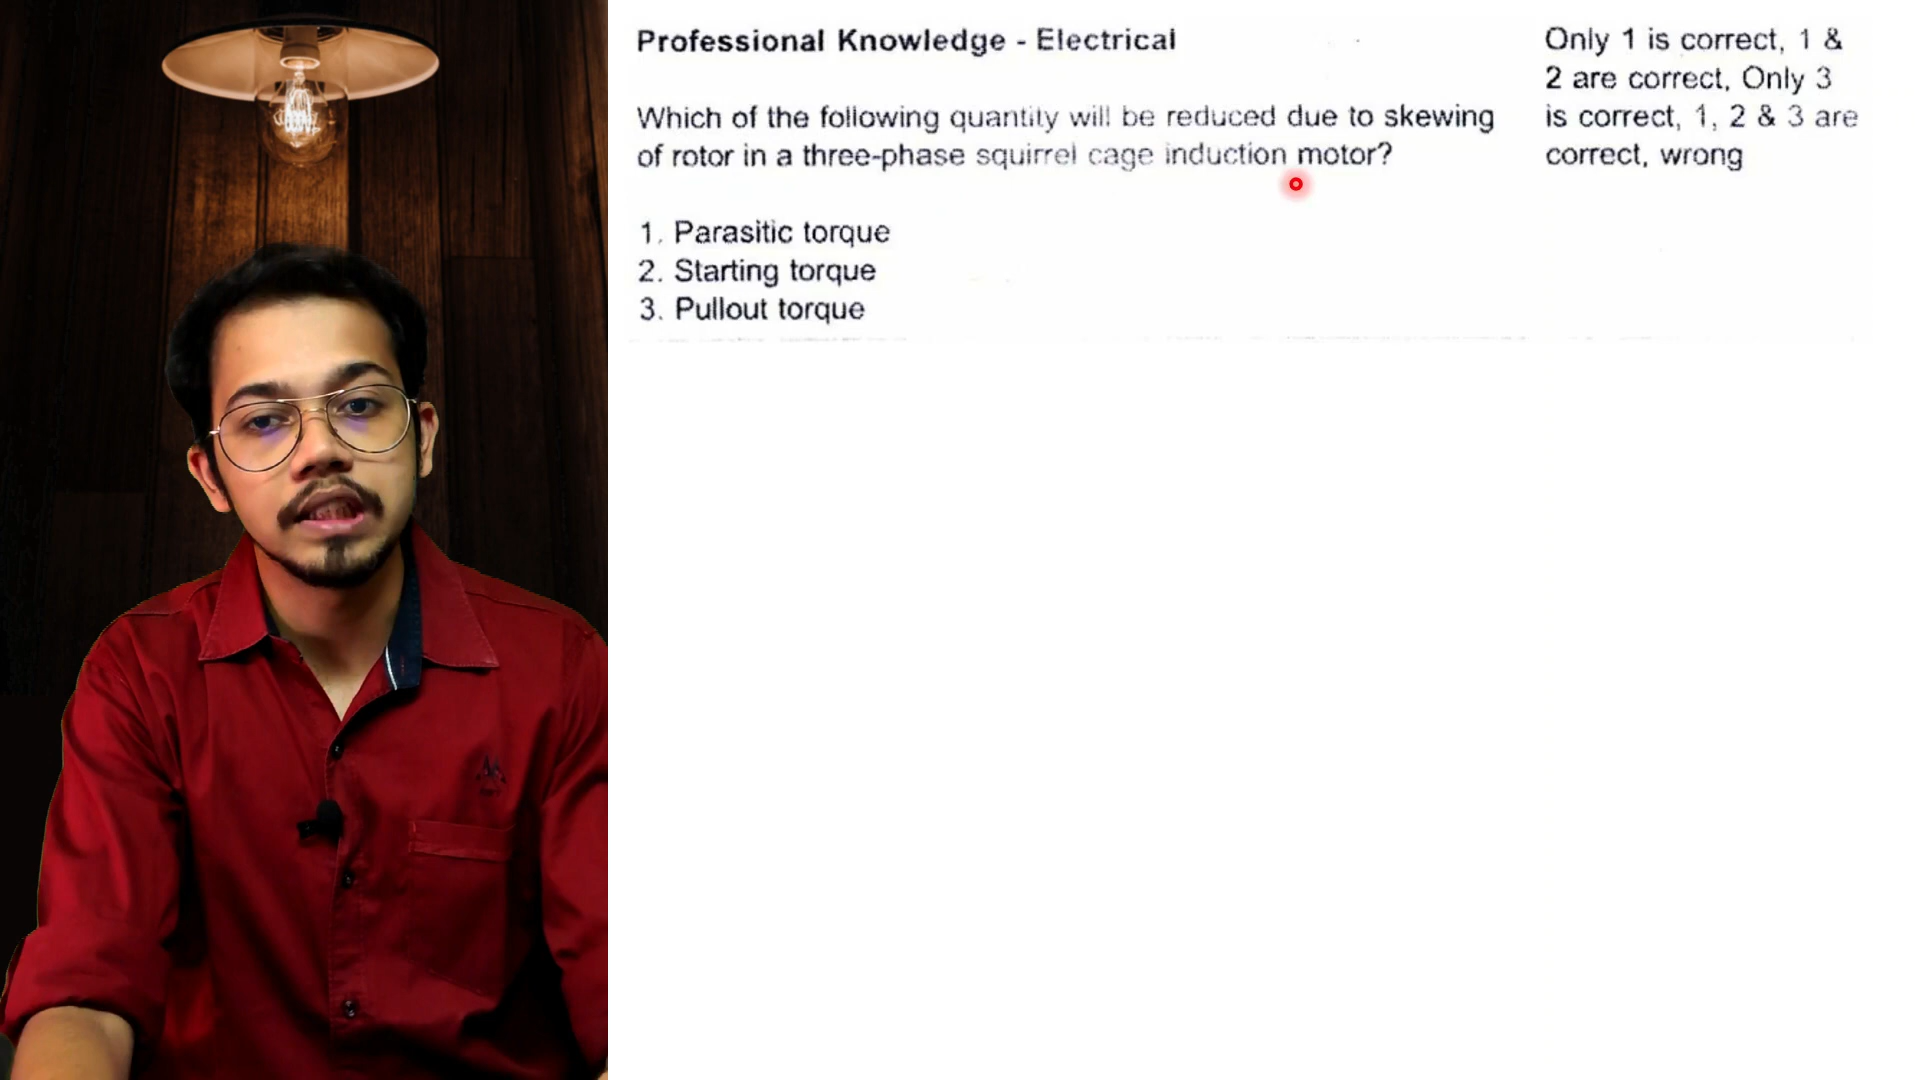 Professional Knowledge - Electrical
Which of the following quantity will be reduced due to skewing
of rotor in a three-phase squirrel cage induction motor?
1. Parasitic torque
2. Starting torque
3. Pullout torque
Only 1 is correct, 1 &
2 are correct, Only 3
is correct, 1, 2 & 3 are
correct, wrong